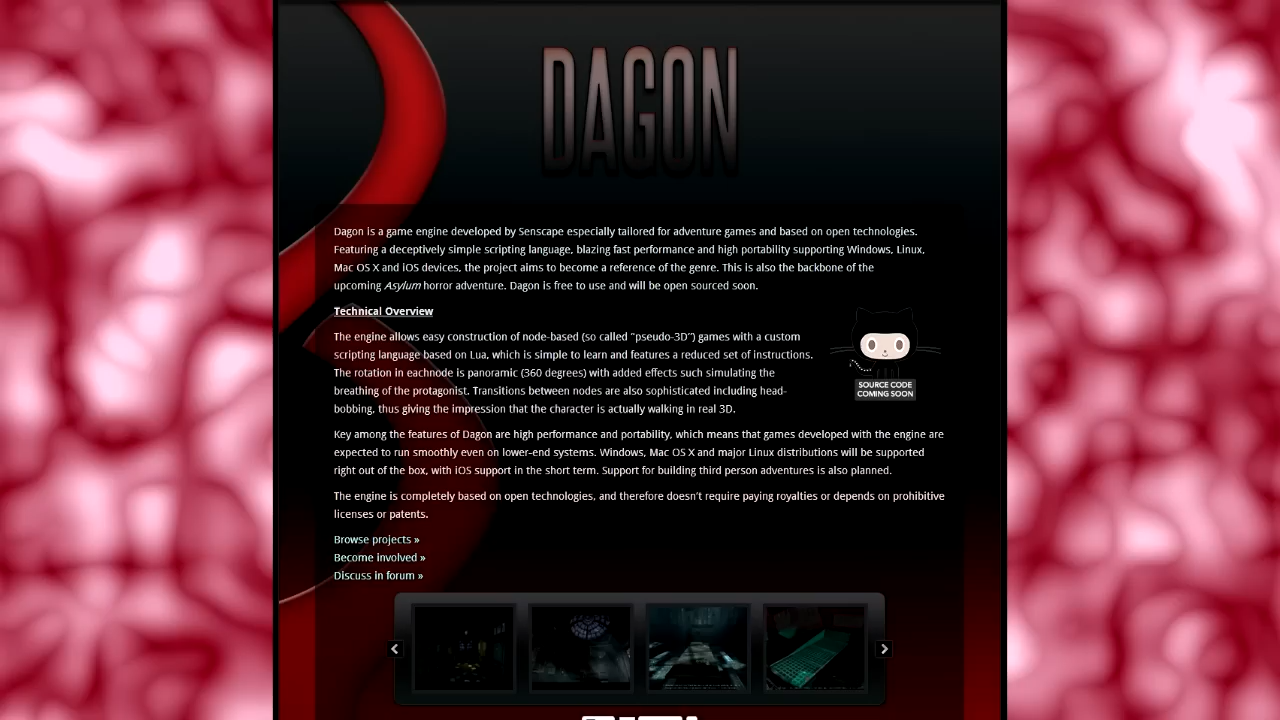 DAGON
Dagon is a game engine developed by Senscape especially tailored for adventure games and based on open technologies.
Featuring a deceptively simple scripting language, blazing fast performance and high portability supporting Windows, Linux,
Mac OS X and iOS devices, the project aims to become a reference of the genre. This is also the backbone of the
upcoming Asylum horror adventure. Dagon is free to use and will be open sourced soon.
Technical Overview
The engine allows easy construction of node-based (so called “pseudo-3D”) games with a custom
scripting language based on Lua, which is simple to learn and features a reduced set of instructions.
The rotation in eachnode is panoramic (360 degrees) with added effects such simulating the
breathing of the protagonist. Transitions between nodes are also sophisticated including head-
bobbing, thus giving the impression that the character is actually walking in real 3D.
SOURCE CODE
COMING SOON
Key among the features of Dagon are high performance and portability, which means that games developed with the engine are
expected to run smoothly even on lower-end systems. Windows, Mac OS X and major Linux distributions will be supported
right out of the box, with iOS support in the short term. Support for building third person adventures is also planned.
The engine is completely based on open technologies, and therefore doesn’t require paying royalties or depends on prohibitive
licenses or patents.
Browse projects »
Become involved »
Discuss in forum »